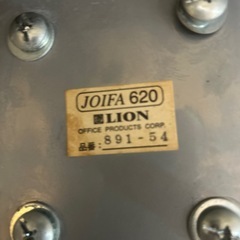 JOIFA 620
LION
OFFICE PRODUCTS CORP.
品番: 891-54